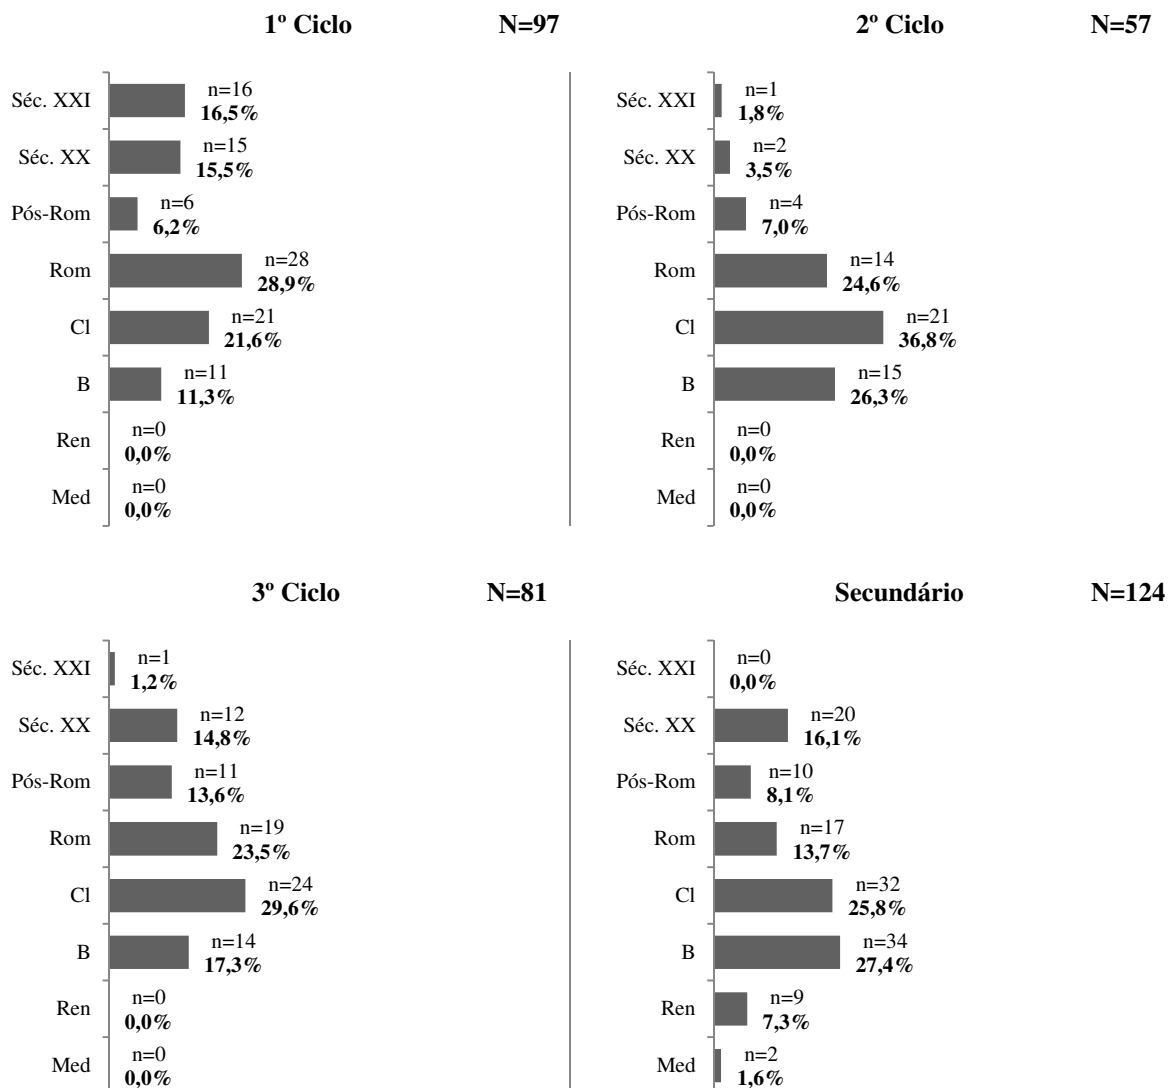 1º Ciclo N=97
Séc. XXI n=16
16,5%
Séc. XX n=15
15,5%
Pós-Rom n=6
6,2%
Rom n=28
28,9%
Cl n=21
21,6%
B n=11
11,3%
Ren n=0
0,0%
Med n=0
0,0%
2º Ciclo N=57
Séc. XXI n=1
1,8%
Séc. XX n=2
3,5%
Pós-Rom n=4
7,0%
Rom n=14
24,6%
Cl n=21
36,8%
B n=15
26,3%
Ren n=0
0,0%
Med n=0
0,0%
3º Ciclo N=81
Séc. XXI n=1
1,2%
Séc. XX n=12
14,8%
Pós-Rom n=11
13,6%
Rom n=19
23,5%
Cl n=24
29,6%
B n=14
17,3%
Ren n=0
0,0%
Med n=0
0,0%
Secundário N=124
Séc. XXI n=0
0,0%
Séc. XX n=20
16,1%
Pós-Rom n=10
8,1%
Rom n=17
13,7%
Cl n=32
25,8%
B n=34
27,4%
Ren n=9
7,3%
Med n=2
1,6%